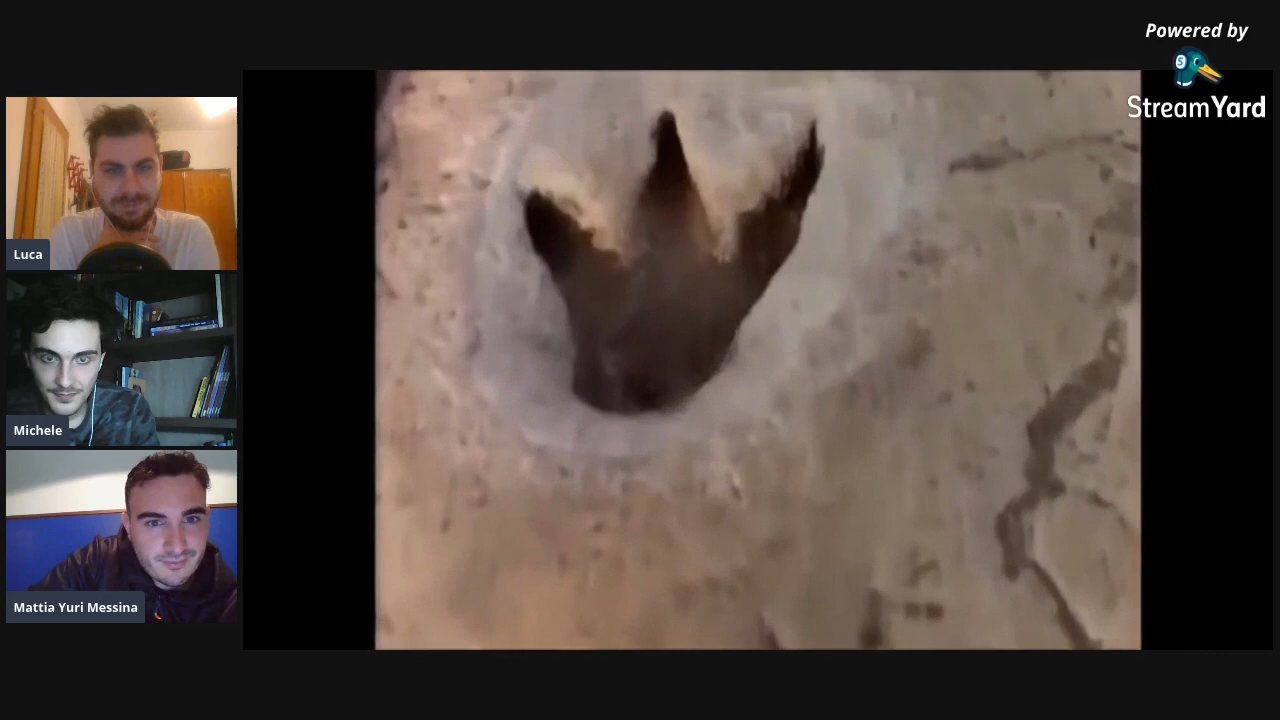 Powered by
StreamYard
Luca
Michele
Mattia Yuri Messina